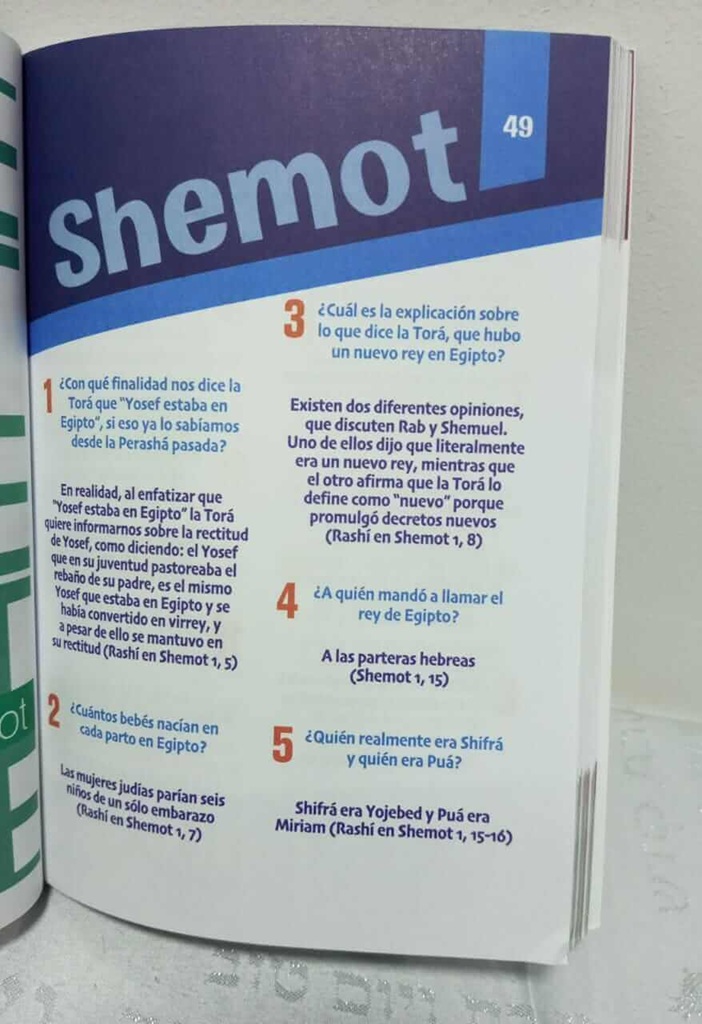 49
Shemot
1 ¿Con qué finalidad nos dice la
Torá que "Yosef estaba en
Egipto", si eso ya lo sabíamos
desde la Perashá pasada?
En realidad, al enfatizar que
"Yosef estaba en Egipto" la Torá
quiere informarnos sobre la rectitud
de Yosef, como diciendo: el Yosef
que en su juventud pastoreaba el
rebaño de su padre, es el mismo
Yosef que estaba en Egipto y se
había convertido en virrey, y
a pesar de ello se mantuvo en
su rectitud (Rashí en Shemot 1, 5)
2 ¿Cuántos bebés nacían en
cada parto en Egipto?
Las mujeres judías parían seis
niños de un sólo embarazo
(Rashí en Shemot 1, 7)
3 ¿Cuál es la explicación sobre
lo que dice la Torá, que hubo
un nuevo rey en Egipto?
Existen dos diferentes opiniones,
que discuten Rab y Shemuel.
Uno de ellos dijo que literalmente
era un nuevo rey, mientras que
el otro afirma que la Torá lo
define como "nuevo" porque
promulgó decretos nuevos
(Rashí en Shemot 1, 8)
4 ¿A quién mandó a llamar el
rey de Egipto?
A las parteras hebreas
(Shemot 1, 15)
5 ¿Quién realmente era Shifrá
y quién era Puá?
Shifrá era Yojebed y Puá era
Miriam (Rashí en Shemot 1, 15-16)
ot